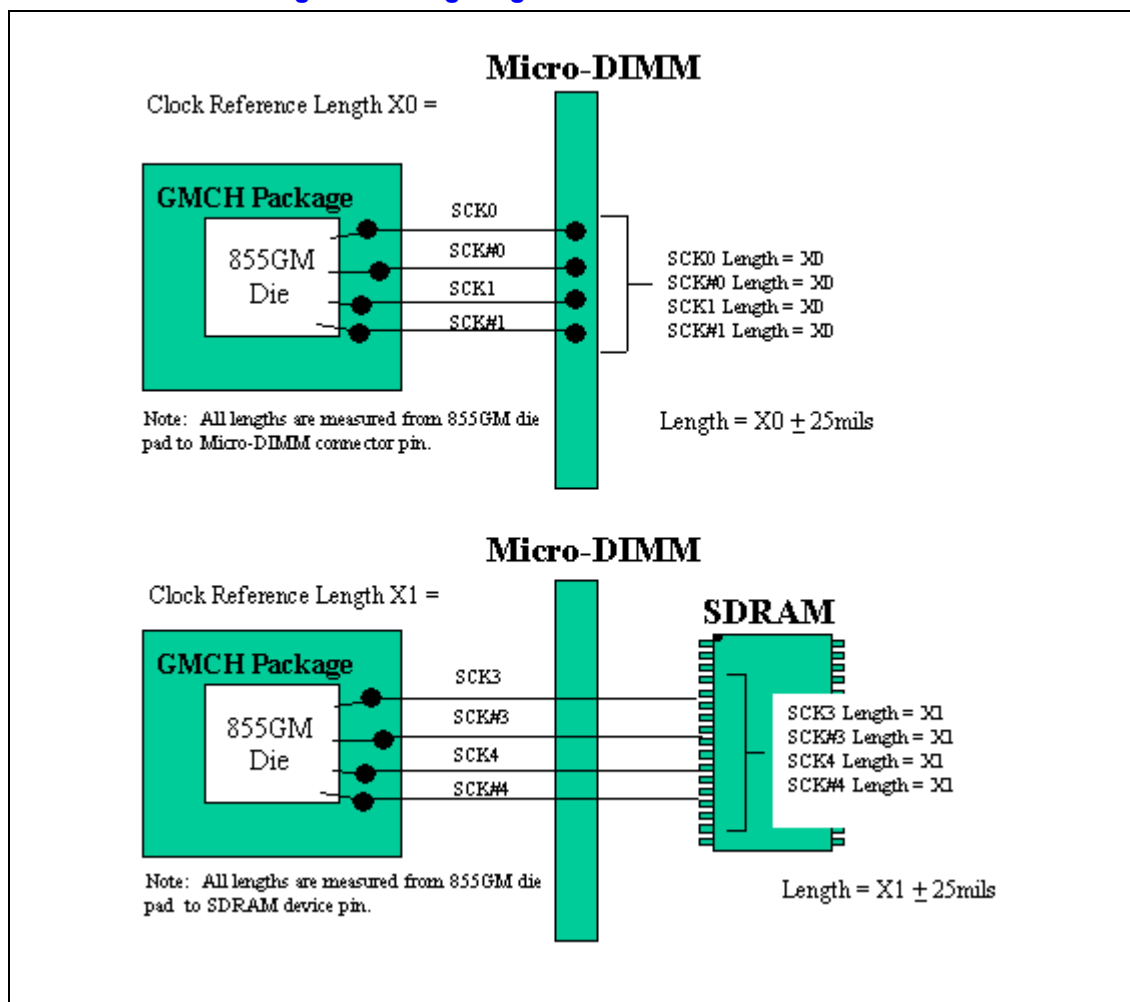 Micro-DIMM
Clock Reference Length X0 =
GMCH Package
855GM
Die
SCK0
SCK#0
SCK1
SCK#1
SCK0 Length = X0
SCK#0 Length = X0
SCK1 Length = X0
SCK#1 Length = X0
Note: All lengths are measured from 855GM die
pad to Micro-DIMM connector pin.
Length = X0 ± 25mils
Micro-DIMM
Clock Reference Length X1 =
SDRAM
GMCH Package
855GM
Die
SCK3
SCK#3
SCK4
SCK#4
SCK3 Length = X1
SCK#3 Length = X1
SCK4 Length = X1
SCK#4 Length = X1
Note: All lengths are measured from 855GM die
pad to SDRAM device pin.
Length = X1 ± 25mils